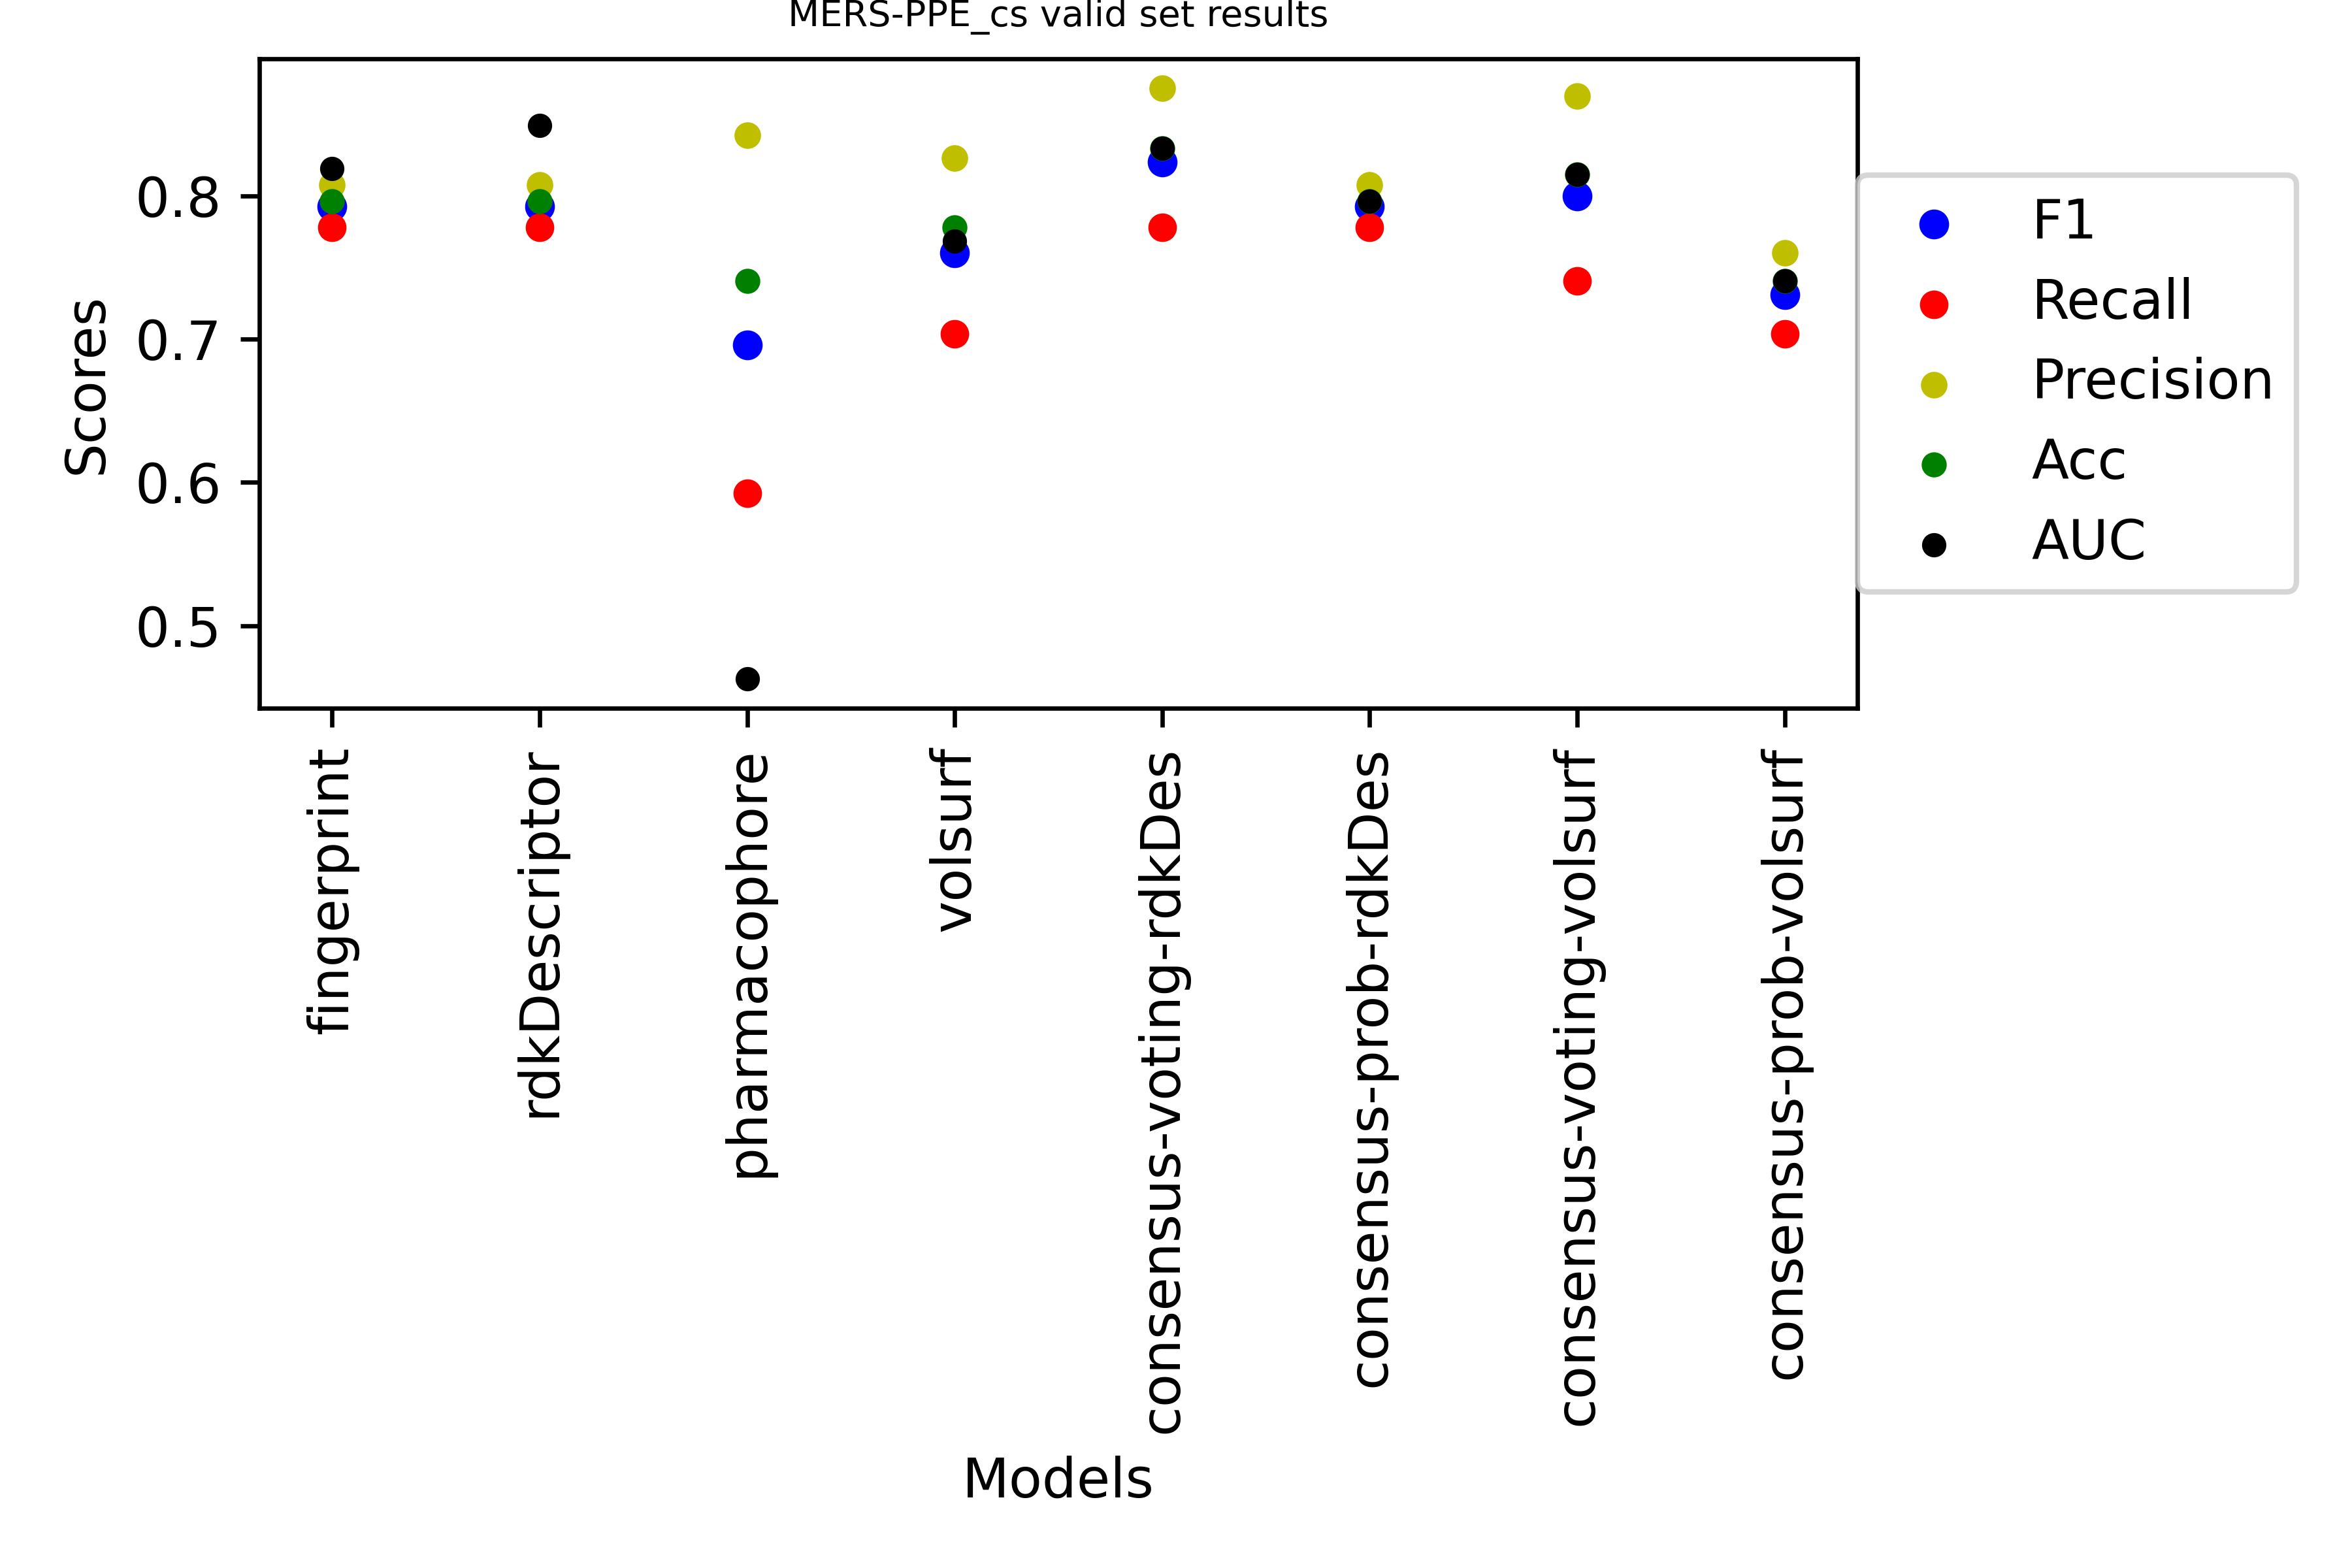 MERS-PPE_cs valid set results
Scores
0.8
0.7
0.6
0.5
F1
Recall
Precision
Acc
AUC
fingerprint
rdkDescriptor
pharmacophore
volsurf
consensus-voting-rdkDes
consensus-prob-rdkDes
consensus-voting-volsurf
consensus-prob-volsurf
Models